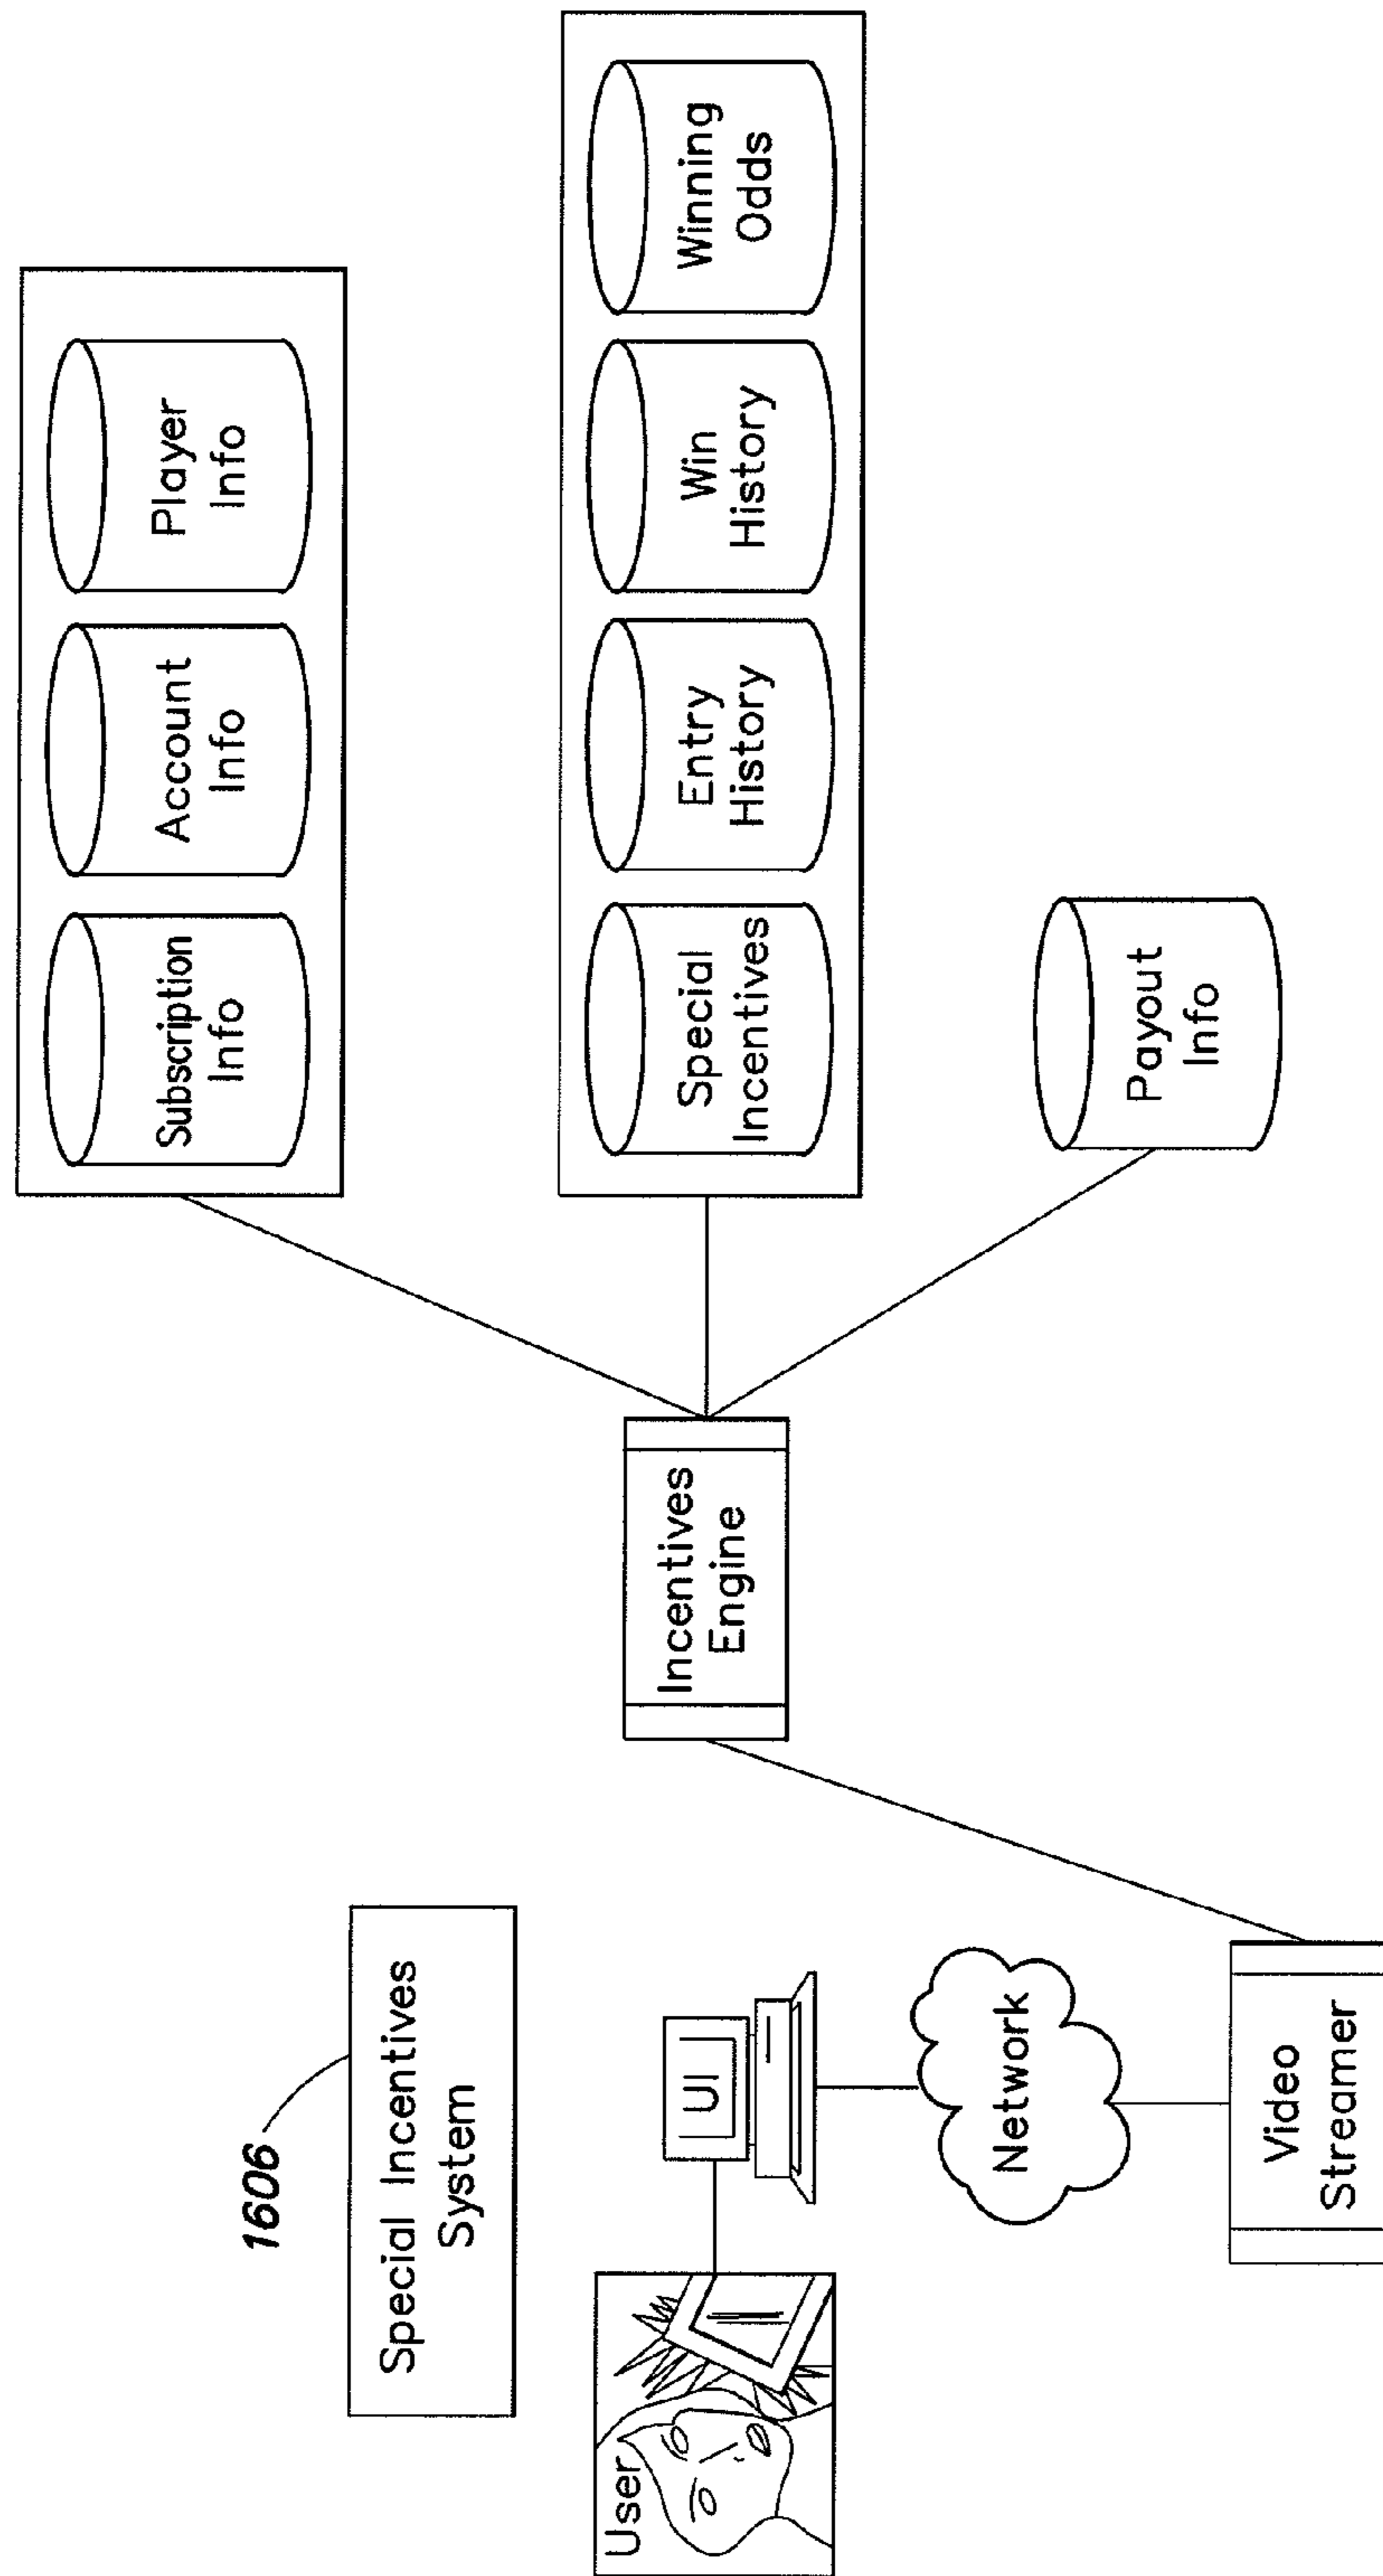 1606
Special Incentives
System
User
UI
Network
Video
Streamer
Incentives
Engine
Subscription
Info
Account
Info
Player
Info
Special
Incentives
Entry
History
Win
History
Winning
Odds
Payout
Info